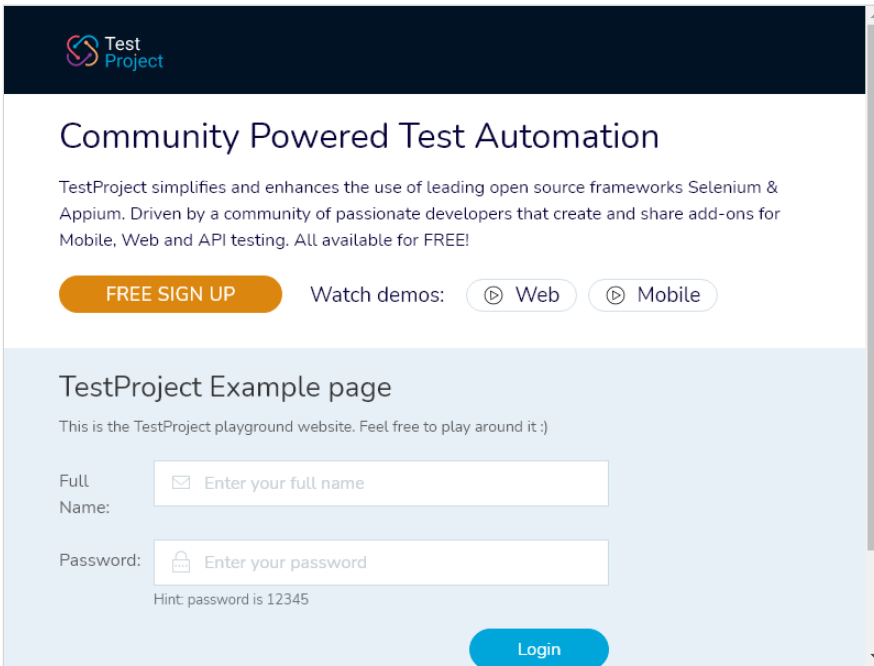 Test
Project
Community Powered Test Automation
TestProject simplifies and enhances the use of leading open source frameworks Selenium &
Appium. Driven by a community of passionate developers that create and share add-ons for
Mobile, Web and API testing. All available for FREE!
FREE SIGN UP
Watch demos:
Web
Mobile
TestProject Example page
This is the TestProject playground website. Feel free to play around it :)
Full
Name:
Enter your full name
Password:
Enter your password
Hint: password is 12345
Login